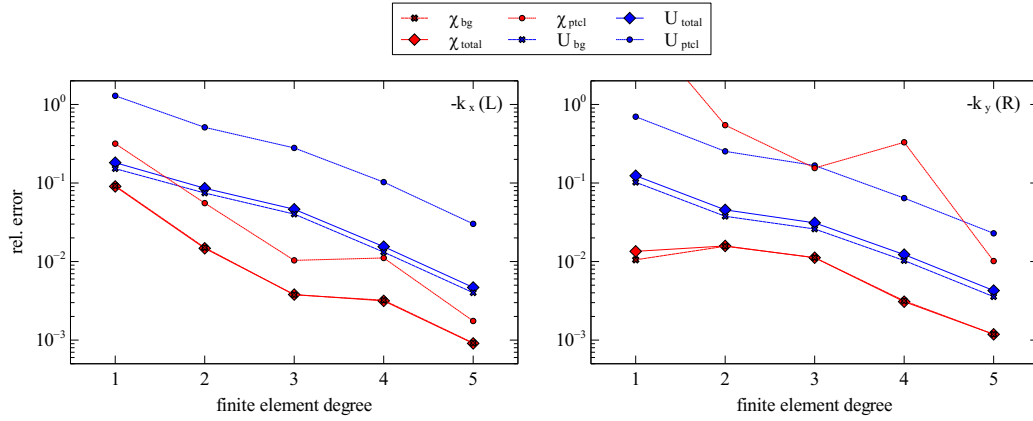 χ bg χ ptcl U total
χ total U bg U ptcl
-k x (L) -k y (R)
10⁰ 10⁰
10⁻¹ 10⁻¹
10⁻² 10⁻²
10⁻³ 10⁻³
rel. error
1 2 3 4 5 1 2 3 4 5
finite element degree finite element degree